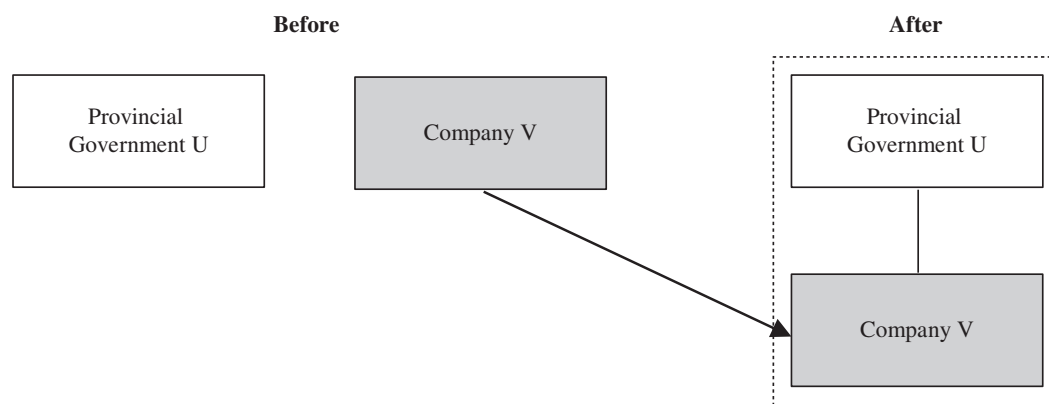 Before
After
Provincial
Government U
Company V
Provincial
Government U
Company V